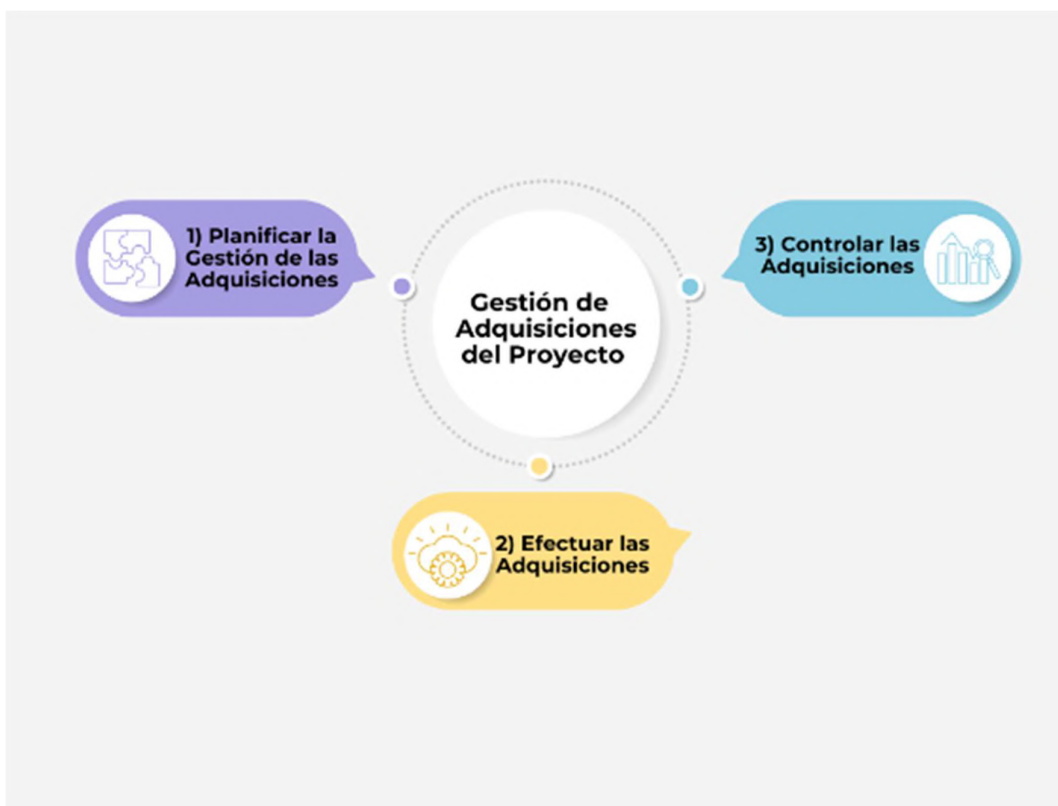 1) Planificar la
Gestión de las
Adquisiciones
Gestión de
Adquisiciones
del Proyecto
3) Controlar las
Adquisiciones
2) Efectuar las
Adquisiciones